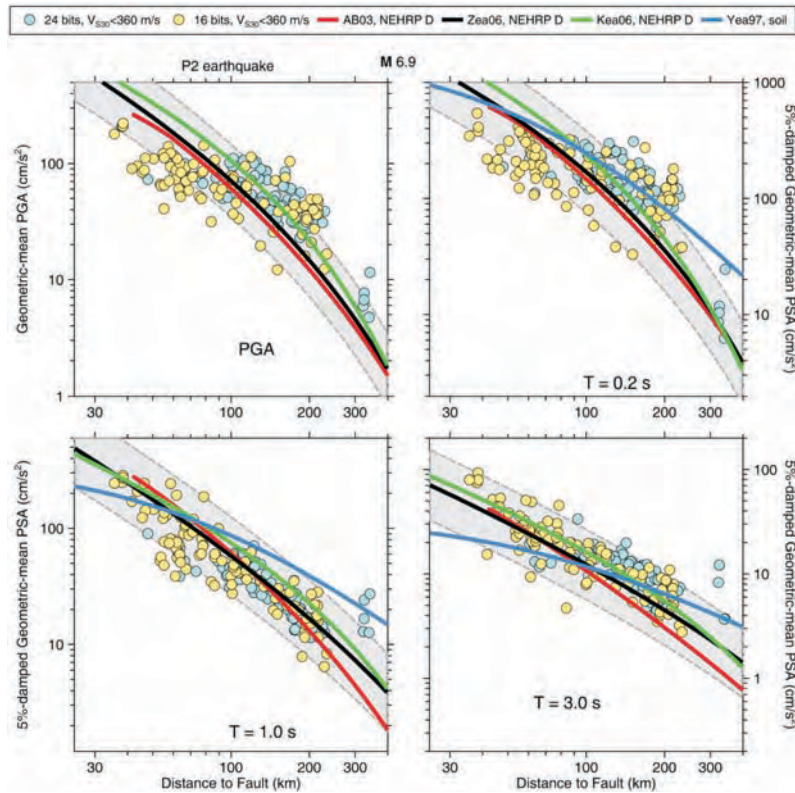 24 bits, VS30<360 m/s 16 bits, VS30<360 m/s AB03, NEHRP D Zea06, NEHRP D Kea06, NEHRP D Yea97, soil
P2 earthquake M 6.9
Geometric-mean PGA (cm/s²)
100
10
1
30 100 200 300
PGA
5%-damped Geometric-mean PSA (cm/s²)
1000
100
10
30 100 200 300
T = 0.2 s
5%-damped Geometric-mean PSA (cm/s²)
100
10
30 100 200 300
T = 1.0 s
Distance to Fault (km)
5%-damped Geometric-mean PSA (cm/s²)
100
10
1
30 100 200 300
T = 3.0 s
Distance to Fault (km)